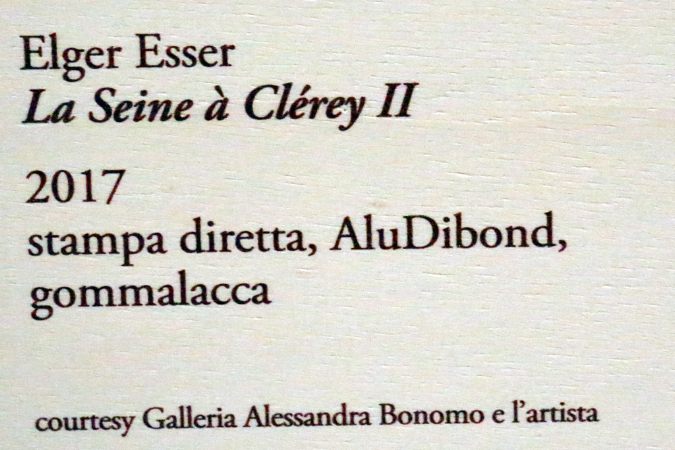 Elger Esser
La Seine à Clérey II
2017
stampa diretta, AluDibond,
gommalacca
courtesy Galleria Alessandra Bonomo e l'artista